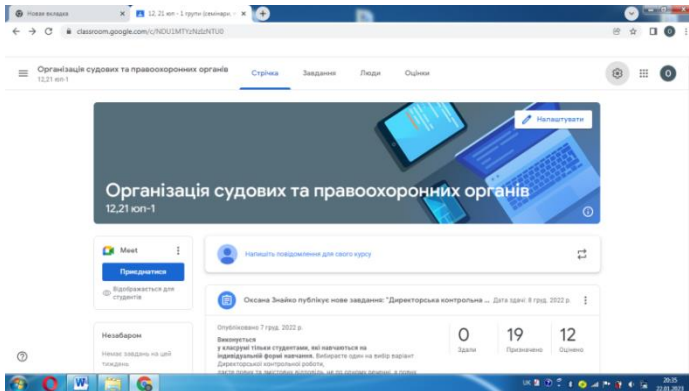 Новая вкладка
12, 21 юп - 1 групи (семінари, -
classroom.google.com/c/NDU1MTYzNzIzNTU0
Організація судових та правоохоронних органів
12,21 юп-1
Стрічка
Завдання
Люди
Оцінки
О
Налаштувати
Організація судових та правоохоронних органів
12,21 юп-1
Meet
Приєднатися
Відображається для
студентів
Напишіть повідомлення для свого курсу
Оксана Знайко публікує нове завдання: "Директорська контрольна ... Дата здачі: 8 груд. 2022 р.
Опубліковано 7 груд. 2022 р.
Виконується
у класрумі тільки студентами, які навчаються на
індивідуальній формі навчання. Вибираєте один на вибір варіант
Директорської контрольної роботи,
0
Здали
19
Призначено
12
Оцінено
Незабаром
Немає завдань на цей
тиждень
UK
20:35
22.01.2023